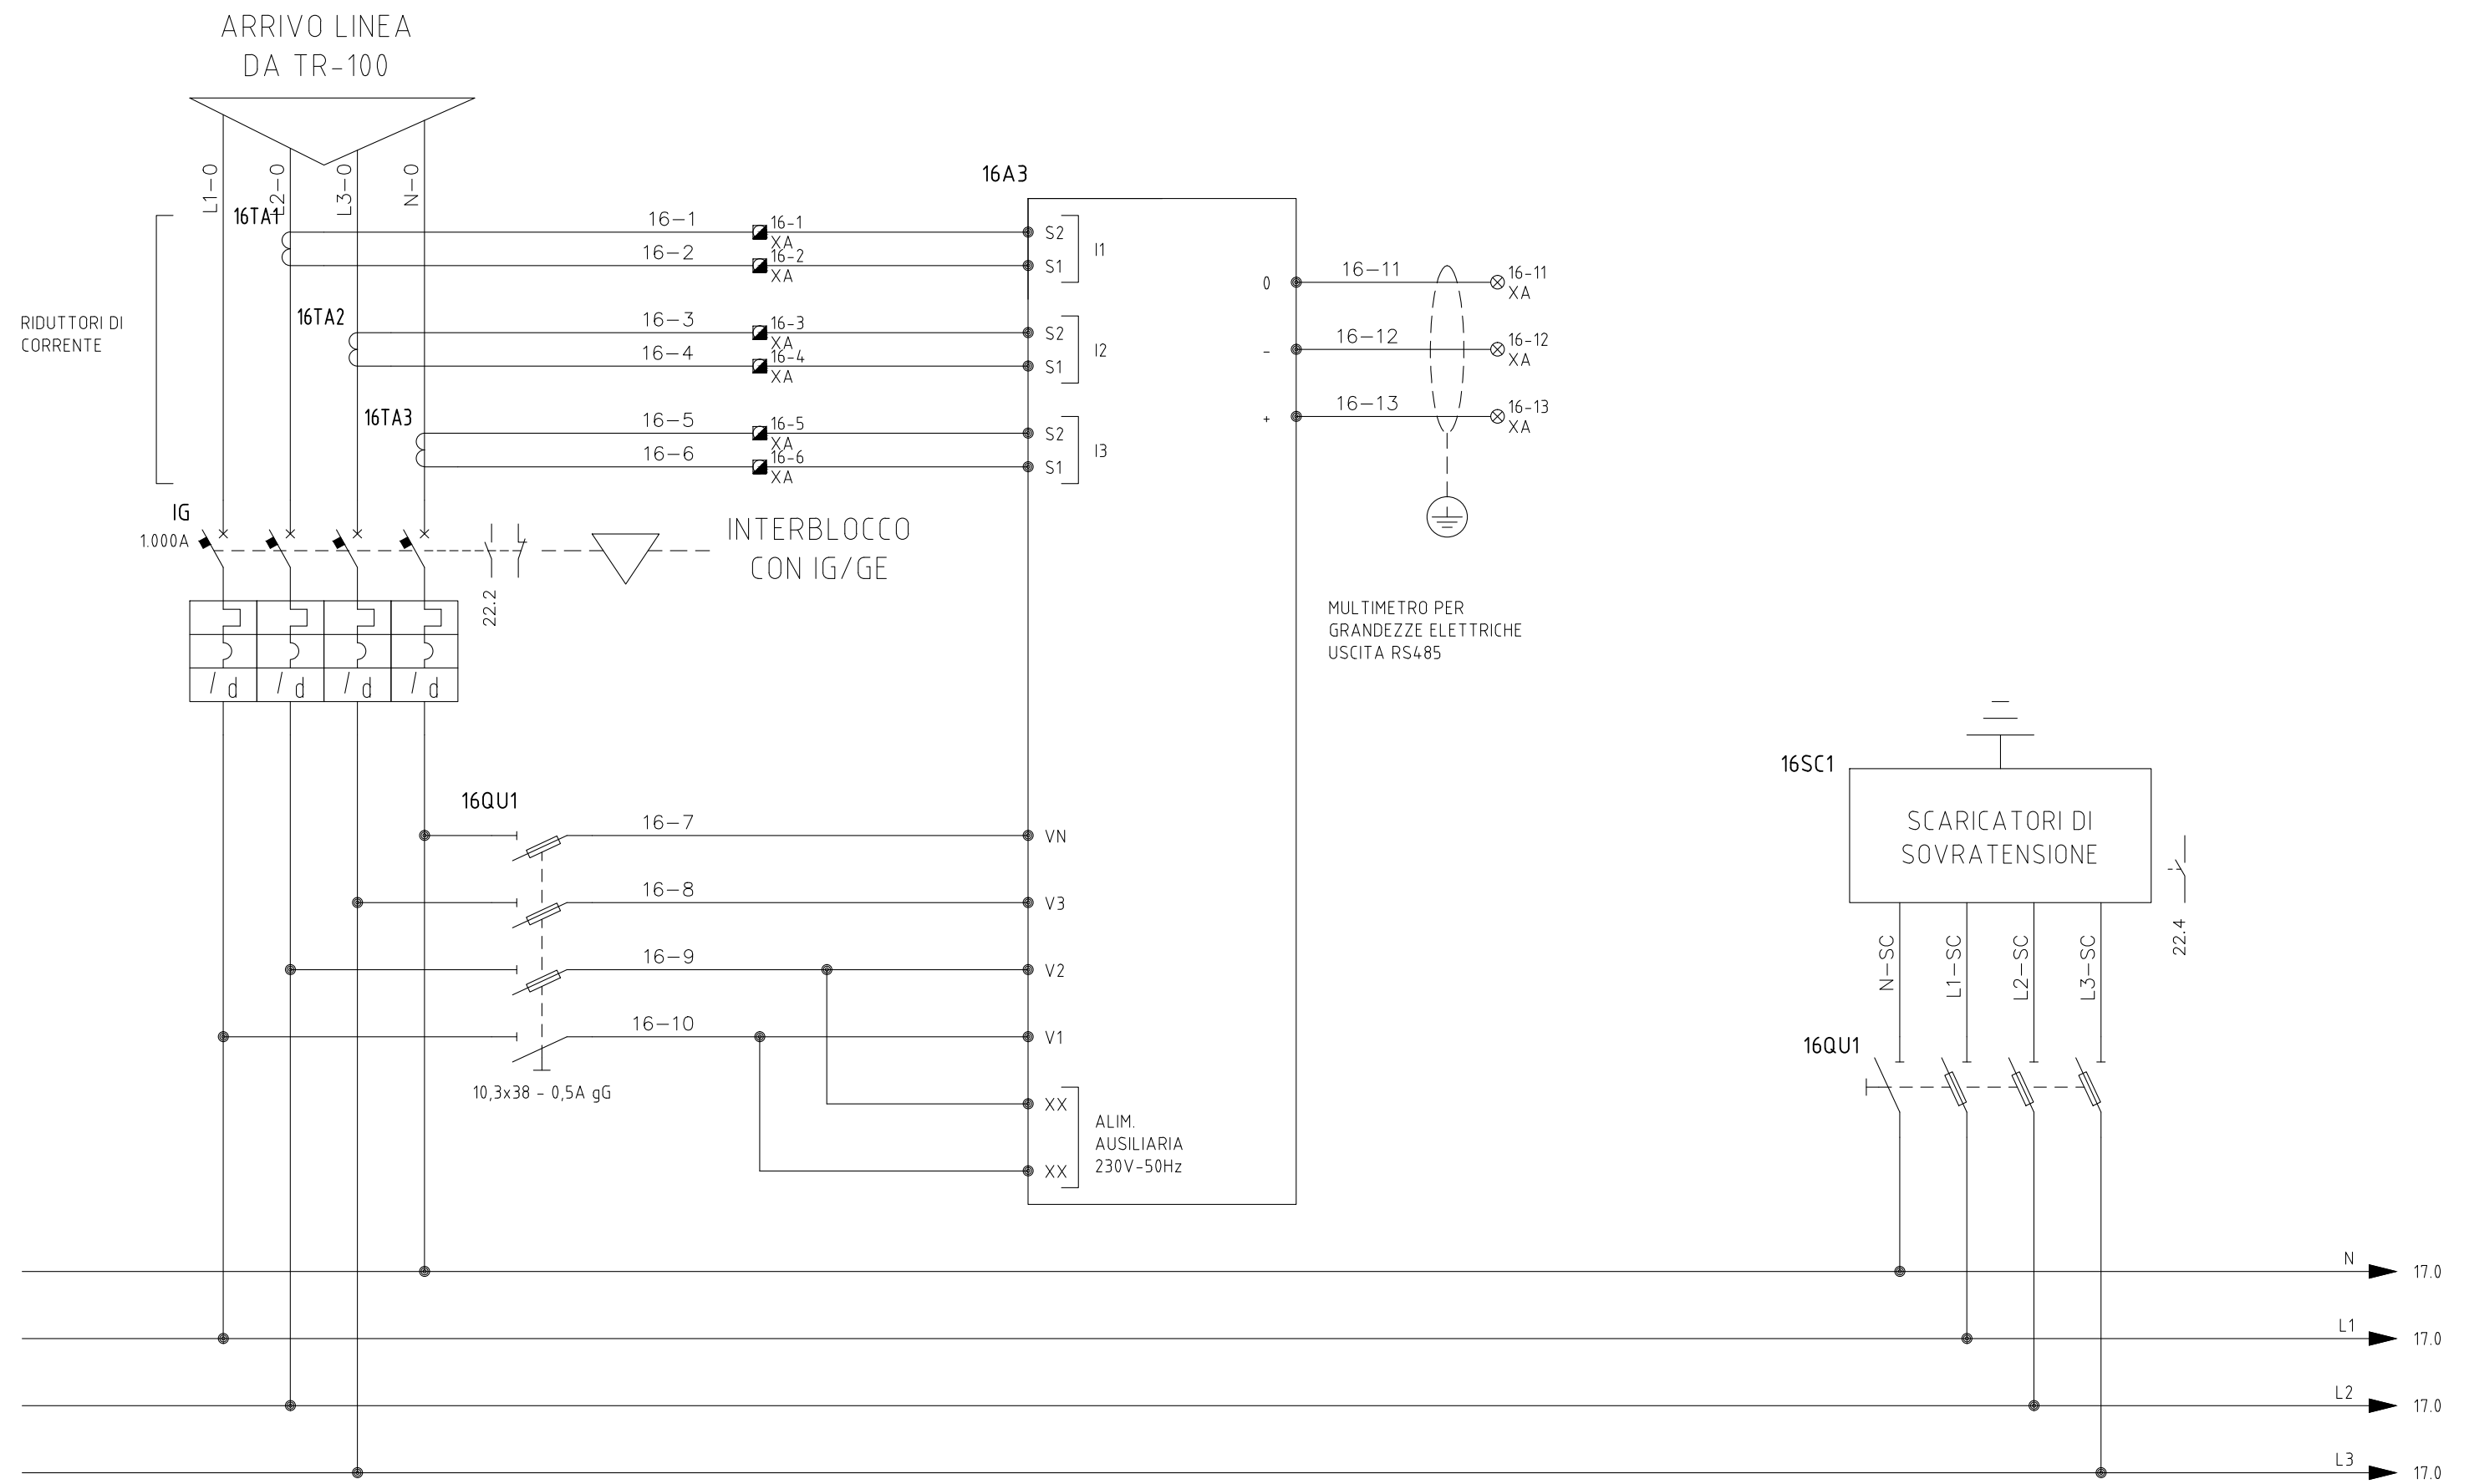 ARRIVO LINEA
DA TR-100
L1-0
L2-0
L3-0
N-0
16TA1
16TA2
16TA3
RIDUTTORI DI
CORRENTE
16-1
16-1
XA
16-2
16-2
XA
16-3
16-3
XA
16-4
16-4
XA
16-5
16-5
XA
16-6
16-6
XA
16A3
S2
S1
I1
S2
S1
I2
S2
S1
I3
0
16-11
16-11
XA
-
16-12
16-12
XA
+
16-13
16-13
XA
IG
1.000A
22.2
INTERBLOCCO
CON IG/GE
MULTIMETRO PER
GRANDEZZE ELETTRICHE
USCITA RS485
I d
I d
I d
I d
16QU1
16-7
VN
16-8
V3
16-9
V2
16-10
V1
10,3x38 - 0,5A gG
XX
XX
ALIM.
AUSILIARIA
230V-50Hz
16SC1
SCARICATORI DI
SOVRATENSIONE
22.4
N-SC
L1-SC
L2-SC
L3-SC
16QU1
N
17.0
L1
17.0
L2
17.0
L3
17.0